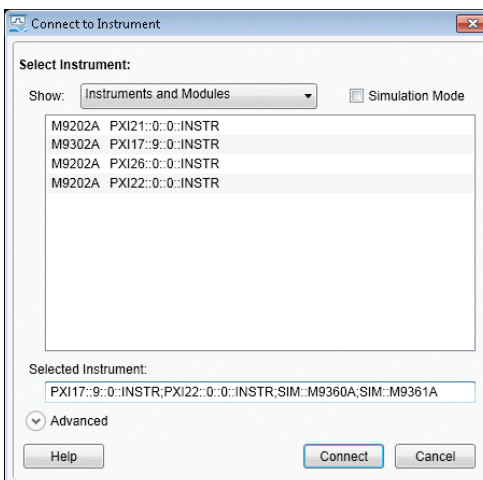 Connect to Instrument
Select Instrument:
Show: Instruments and Modules Simulation Mode
M9202A PXI21::0::0::INSTR
M9302A PXI17::9::0::INSTR
M9202A PXI26::0::0::INSTR
M9202A PXI22::0::0::INSTR
Selected Instrument:
PXI17::9::0::INSTR;PXI22::0::0::INSTR;SIM::M9360A;SIM::M9361A
Advanced
Help Connect Cancel